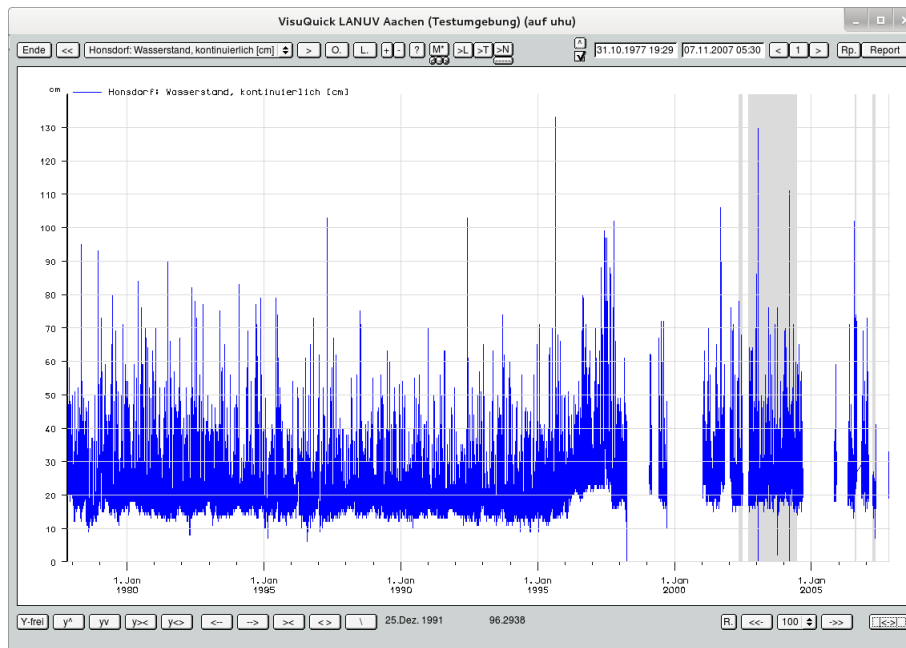 VisuQuick LANUV Aachen (Testumgebung) (auf uhu)
Ende << Honsdorf: Wasserstand, kontinuierlich [cm] > O. L. + - ? M* >L >T >N ^ 31.10.1977 19:29 07.11.2007 05:30 < 1 > Rp. Report
cm Honsdorf: Wasserstand, kontinuierlich [cm]
130
120
110
100
90
80
70
60
50
40
30
20
10
0
1.Jan 1.Jan 1.Jan 1.Jan 1.Jan 1.Jan
1980 1985 1990 1995 2000 2005
Y-frei y^ yv y>< y<> <-- --> >< <> \ 25.Dez. 1991 96.2938 R. <<- 100 ->> |<->|